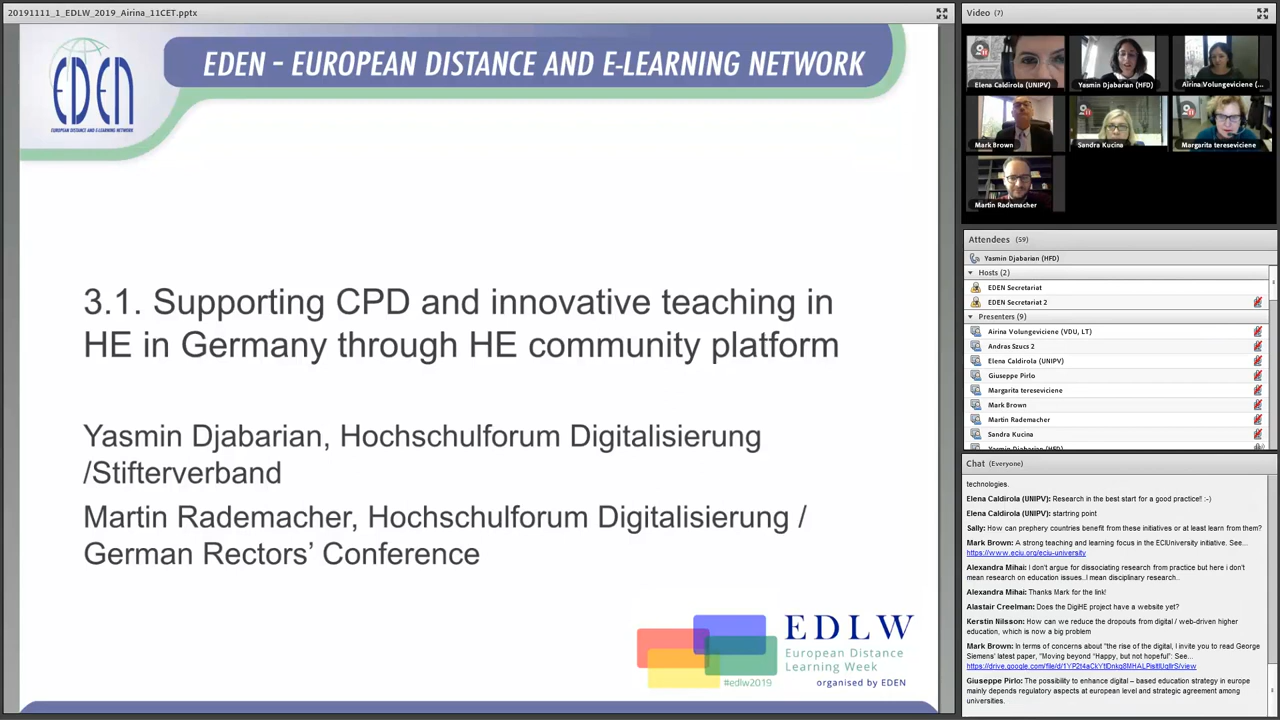 20191111_1_EDLW_2019_Airina_11CET.pptx
EDEN
EUROPEAN DISTANCE AND E-LEARNING NETWORK
EDEN - EUROPEAN DISTANCE AND E-LEARNING NETWORK
3.1. Supporting CPD and innovative teaching in
HE in Germany through HE community platform
Yasmin Djabarian, Hochschulforum Digitalisierung
/Stifterverband
Martin Rademacher, Hochschulforum Digitalisierung /
German Rectors’ Conference
EDLW
European Distance
Learning Week
#edlw2019
organised by EDEN
Video (7)
Elena Caldirola (UNIPV)
Yasmin Djabarian (HFD)
Airina Volungeviciene (...
Mark Brown
Sandra Kucina
Margarita tereseviciene
Martin Rademacher
Attendees (59)
Yasmin Djabarian (HFD)
Hosts (2)
EDEN Secretariat
EDEN Secretariat 2
Presenters (9)
Airina Volungeviciene (VDU, LT)
Andras Szucs 2
Elena Caldirola (UNIPV)
Giuseppe Pirlo
Margarita tereseviciene
Mark Brown
Martin Rademacher
Sandra Kucina
Yasmin Djabarian (HFD)
Chat (Everyone)
technologies.
Elena Caldirola (UNIPV): Research in the best start for a good practice! :-)
Elena Caldirola (UNIPV): starrting point
Sally: How can prephery countries benefit from these initiatives or at least learn from them?
Mark Brown: A strong teaching and learning focus in the ECIUniversity initiative. See...
https://www.eciu.org/eciu-university
Alexandra Mihai: I don't argue for dissociating research from practice but here i don't
mean research on education issues..I mean disciplinary research..
Alexandra Mihai: Thanks Mark for the link!
Alastair Creelman: Does the DigiHE project have a website yet?
Kerstin Nilsson: How can we reduce the dropouts from digital / web-driven higher
education, which is now a big problem
Mark Brown: In terms of concerns about "the rise of the digital, I invite you to read George
Siemens' latest paper, "Moving beyond “Happy, but not hopeful”: See...
Giuseppe Pirlo: The possibility to enhance digital – based education strategy in europe
mainly depends regulatory aspects at european level and strategic agreement among
universities.